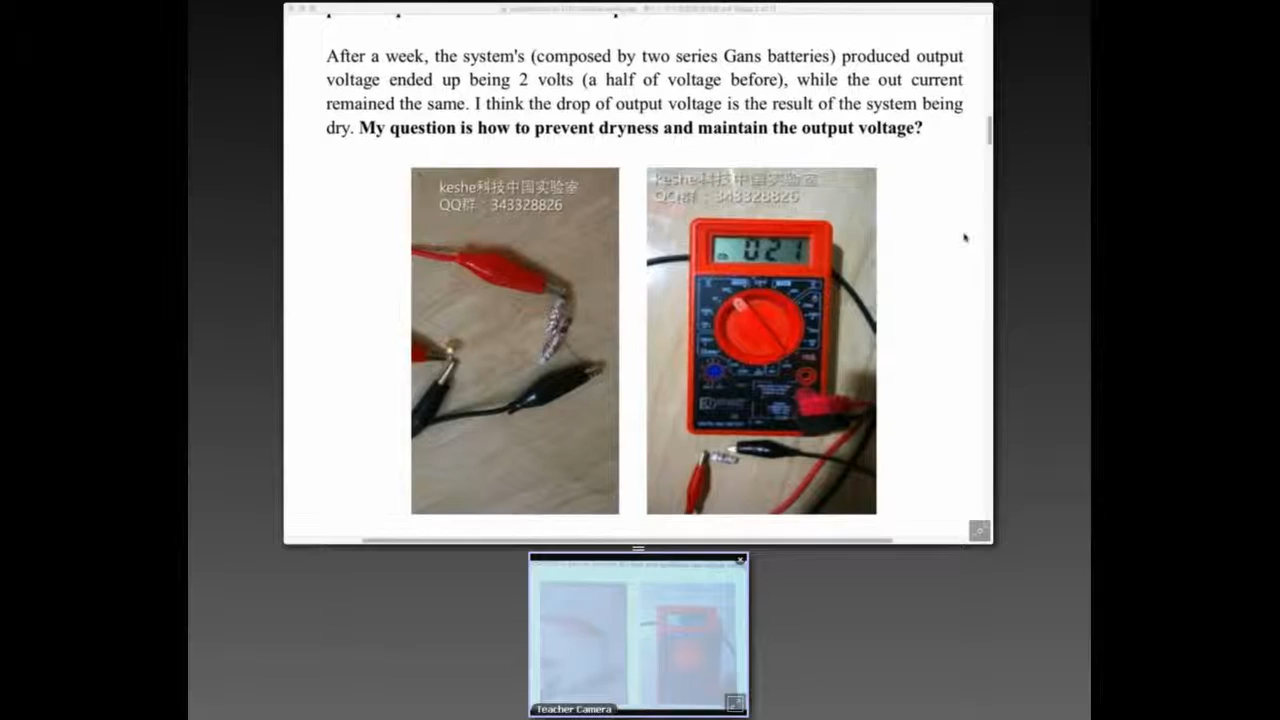 After a week, the system's (composed by two series Gans batteries) produced output
voltage ended up being 2 volts (a half of voltage before), while the out current
remained the same. I think the drop of output voltage is the result of the system being
dry. My question is how to prevent dryness and maintain the output voltage?
keshe科技中国实验室
QQ群：343328826
keshe科技中国实验室
QQ群：343328826
021
Teacher Camera